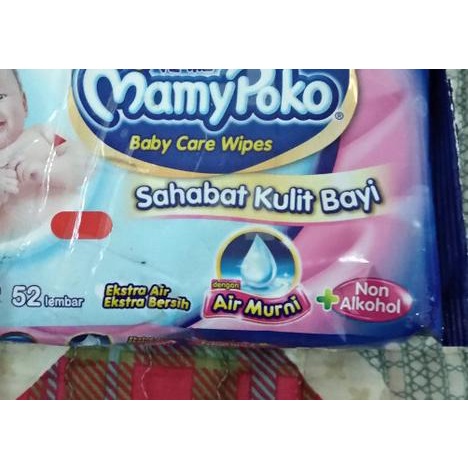 MamyPoko®
Baby Care Wipes
Sahabat Kulit Bayi
52 lembar
Ekstra Air
Ekstra Bersih
dengan
Air Murni
+ Non
Alkohol